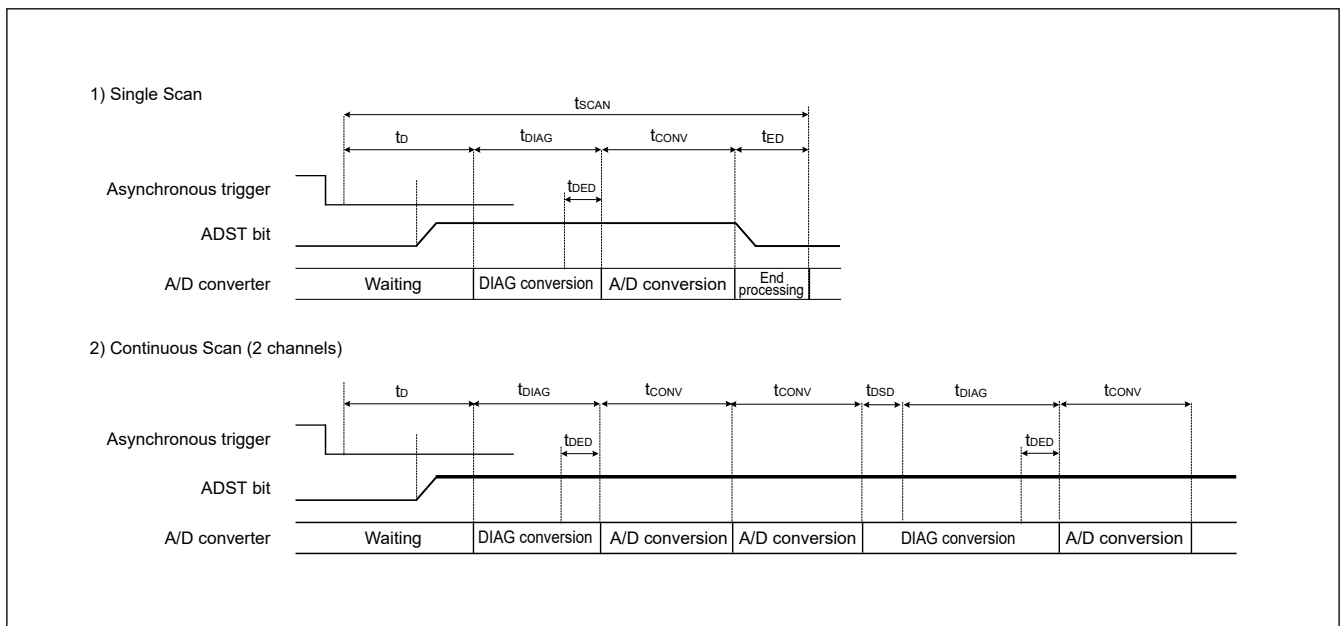 1) Single Scan
tSCAN
tD tDIAG tCONV tED
Asynchronous trigger
tDED
ADST bit
A/D converter Waiting DIAG conversion A/D conversion End
processing
2) Continuous Scan (2 channels)
tD tDIAG tCONV tCONV tDSD tDIAG tCONV
Asynchronous trigger
tDED tDED
ADST bit
A/D converter Waiting DIAG conversion A/D conversion A/D conversion DIAG conversion A/D conversion